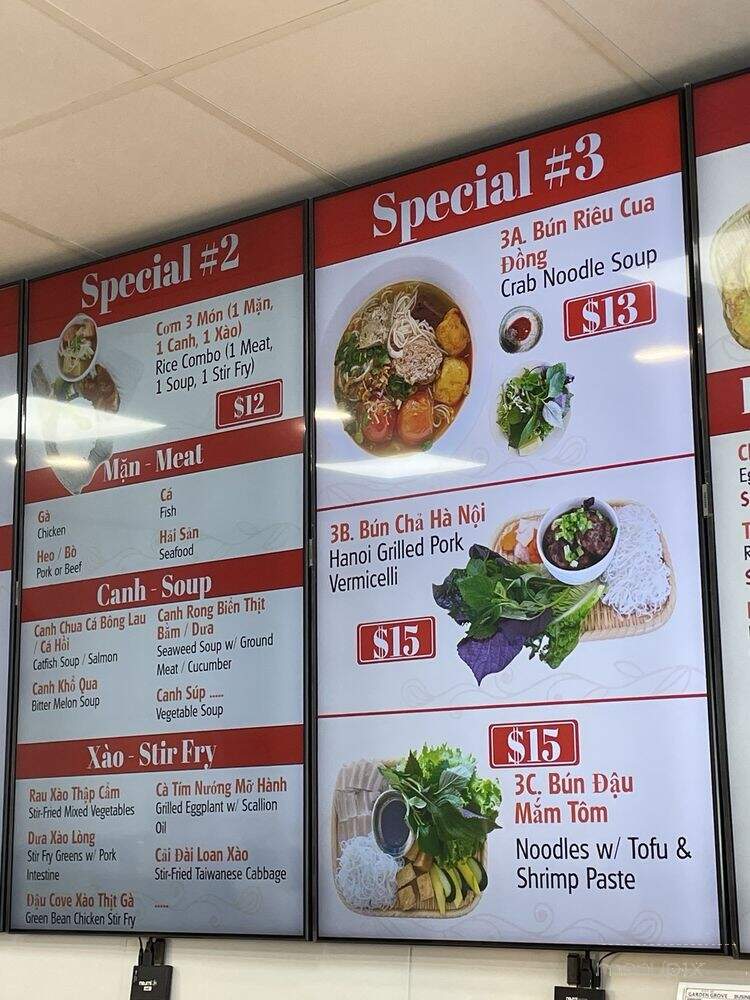 Special #2
Cơm 3 Món (1 Mặn,
1 Canh, 1 Xào)
Rice Combo (1 Meat,
1 Soup, 1 Stir Fry)
$12
Mặn - Meat
Gà
Chicken
Heo / Bò
Pork or Beef
Cá
Fish
Hải Sản
Seafood
Canh - Soup
Canh Chua Cá Bông Lau
/ Cá Hồi
Catfish Soup / Salmon
Canh Khổ Qua
Bitter Melon Soup
Canh Rong Biển Thịt
Bằm / Dưa
Seaweed Soup w/ Ground
Meat / Cucumber
Canh Súp .....
Vegetable Soup
Xào - Stir Fry
Rau Xào Thập Cẩm
Stir-Fried Mixed Vegetables
Dưa Xào Lòng
Stir Fry Greens w/ Pork
Intestine
Đậu Cove Xào Thịt Gà
Green Bean Chicken Stir Fry
Cà Tím Nướng Mỡ Hành
Grilled Eggplant w/ Scallion
Oil
Cải Đài Loan Xào
Stir-Fried Taiwanese Cabbage
.....
Special #3
3A. Bún Riêu Cua
Đồng
Crab Noodle Soup
$13
3B. Bún Chả Hà Nội
Hanoi Grilled Pork
Vermicelli
$15
$15
3C. Bún Đậu
Mắm Tôm
Noodles w/ Tofu &
Shrimp Paste
menupix
GARDEN GROVE